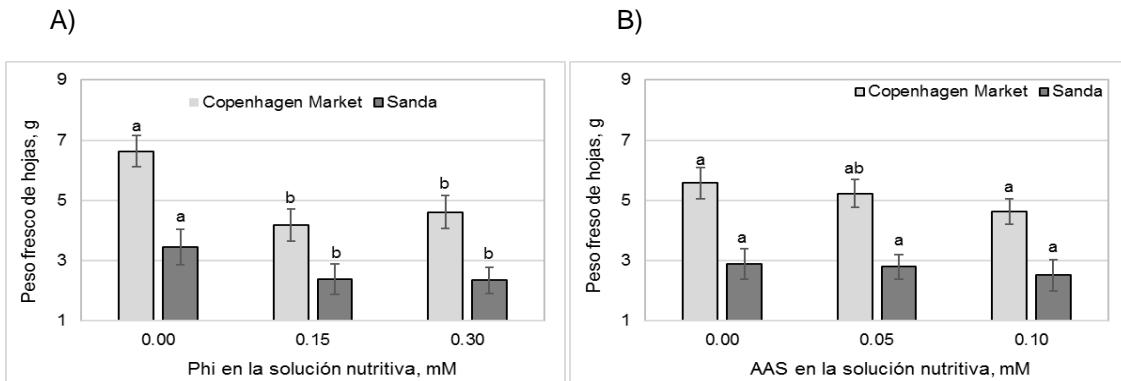 A)
9
7
5
3
1
Peso fresco de hojas, g
Copenhagen Market Sanda
a
a
b
b
b
b
0.00 0.15 0.30
Phi en la solución nutritiva, mM
B)
9
7
5
3
1
Peso freso de hojas, g
Copenhagen Market Sanda
a
a
ab
a
a
a
0.00 0.05 0.10
AAS en la solución nutritiva, mM